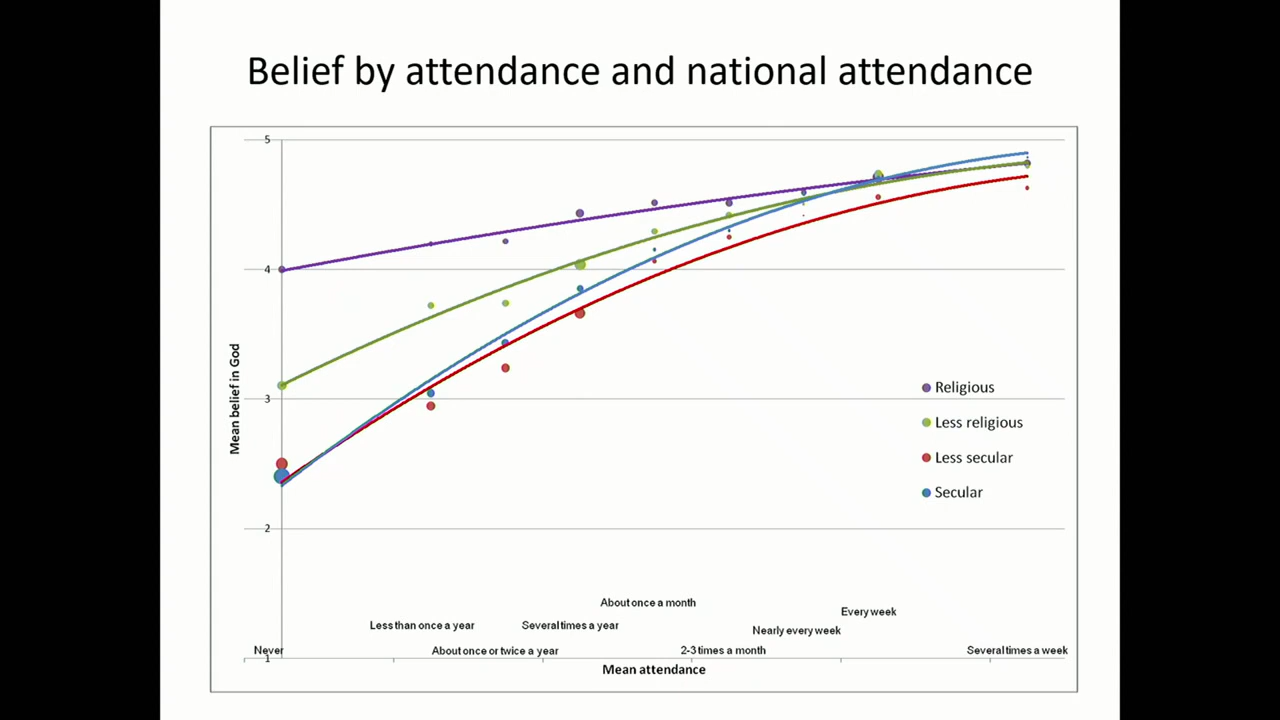 Belief by attendance and national attendance
5
4
3
2
1
Mean belief in God
Religious
Less religious
Less secular
Secular
About once a month
Every week
Less than once a year
Several times a year
Nearly every week
Never
About once or twice a year
2-3 times a month
Several times a week
Mean attendance